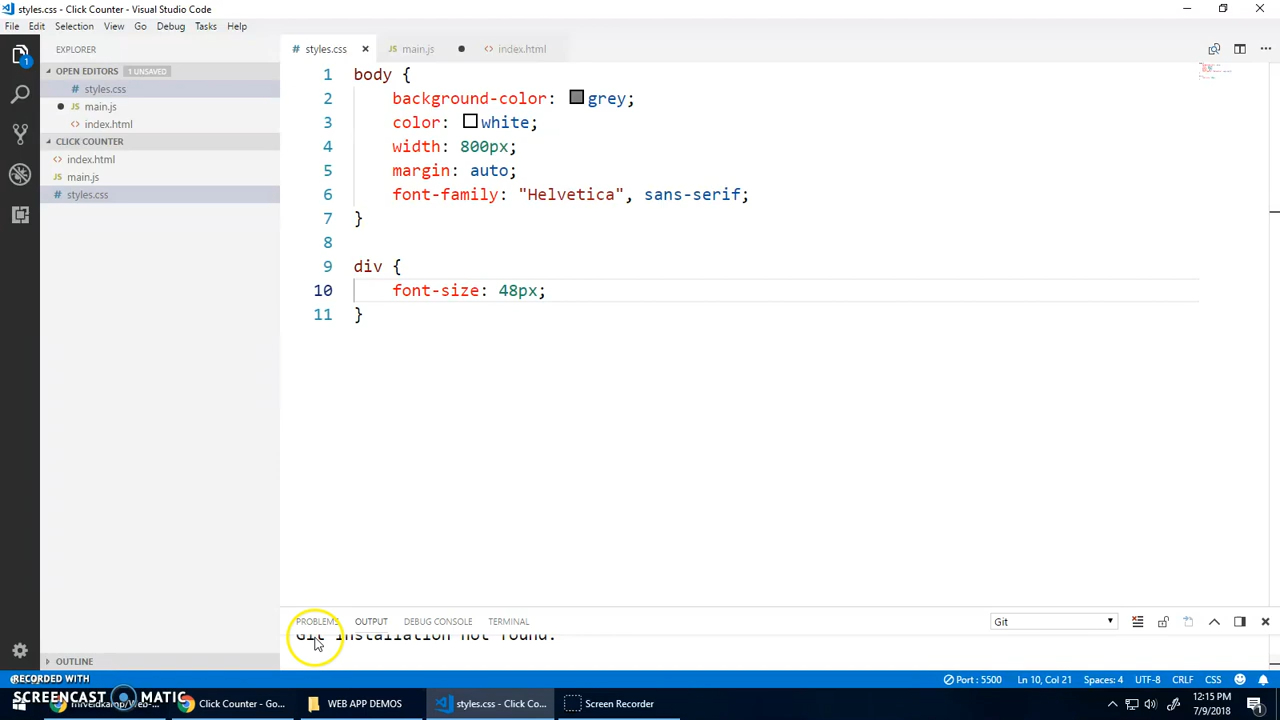 styles.css - Click Counter - Visual Studio Code
File Edit Selection View Go Debug Tasks Help
EXPLORER
styles.css
main.js
index.html
OPEN EDITORS 1 UNSAVED
styles.css
main.js
index.html
CLICK COUNTER
index.html
main.js
styles.css
1 body {
2 background-color: grey;
3 color: white;
4 width: 800px;
5 margin: auto;
6 font-family: "Helvetica", sans-serif;
7 }
8
9 div {
10 font-size: 48px;
11 }
PROBLEMS OUTPUT DEBUG CONSOLE TERMINAL
Git
Git installation not found.
OUTLINE
RECORDED WITH
SCREENCAST MATIC
Port : 5500 Ln 10, Col 21 Spaces: 4 UTF-8 CRLF CSS
1
mrveldkamp/Web-...
Click Counter - Go...
WEB APP DEMOS
styles.css - Click Co...
Screen Recorder
12:15 PM
7/9/2018
1